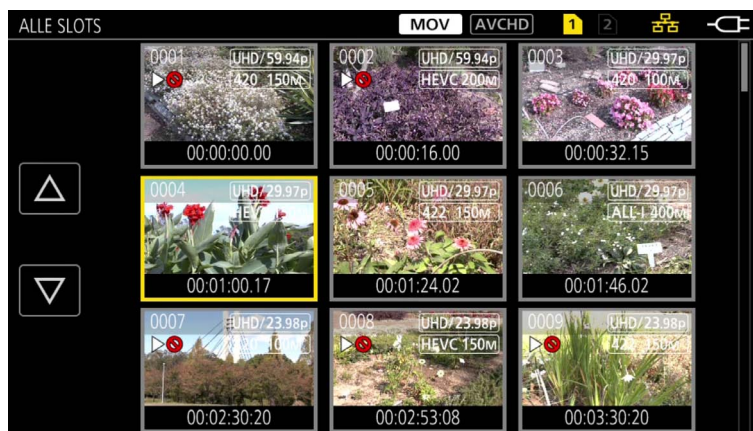 ALLE SLOTS MOV AVCHD 1 2
0001 UHD/59.94p
420 150M
00:00:00.00
0002 UHD/59.94p
HEVC 200M
00:00:16.00
0003 UHD/29.97p
420 100M
00:00:32.15
0004 UHD/29.97p
HEVC
00:01:00.17
0005 UHD/29.97p
422 150M
00:01:24.02
0006 UHD/29.97p
ALL-I 400M
00:01:46.02
0007 UHD/23.98p
420 100M
00:02:30:20
0008 UHD/23.98p
HEVC 150M
00:02:53:08
0009 UHD/23.98p
422 150M
00:03:30:20